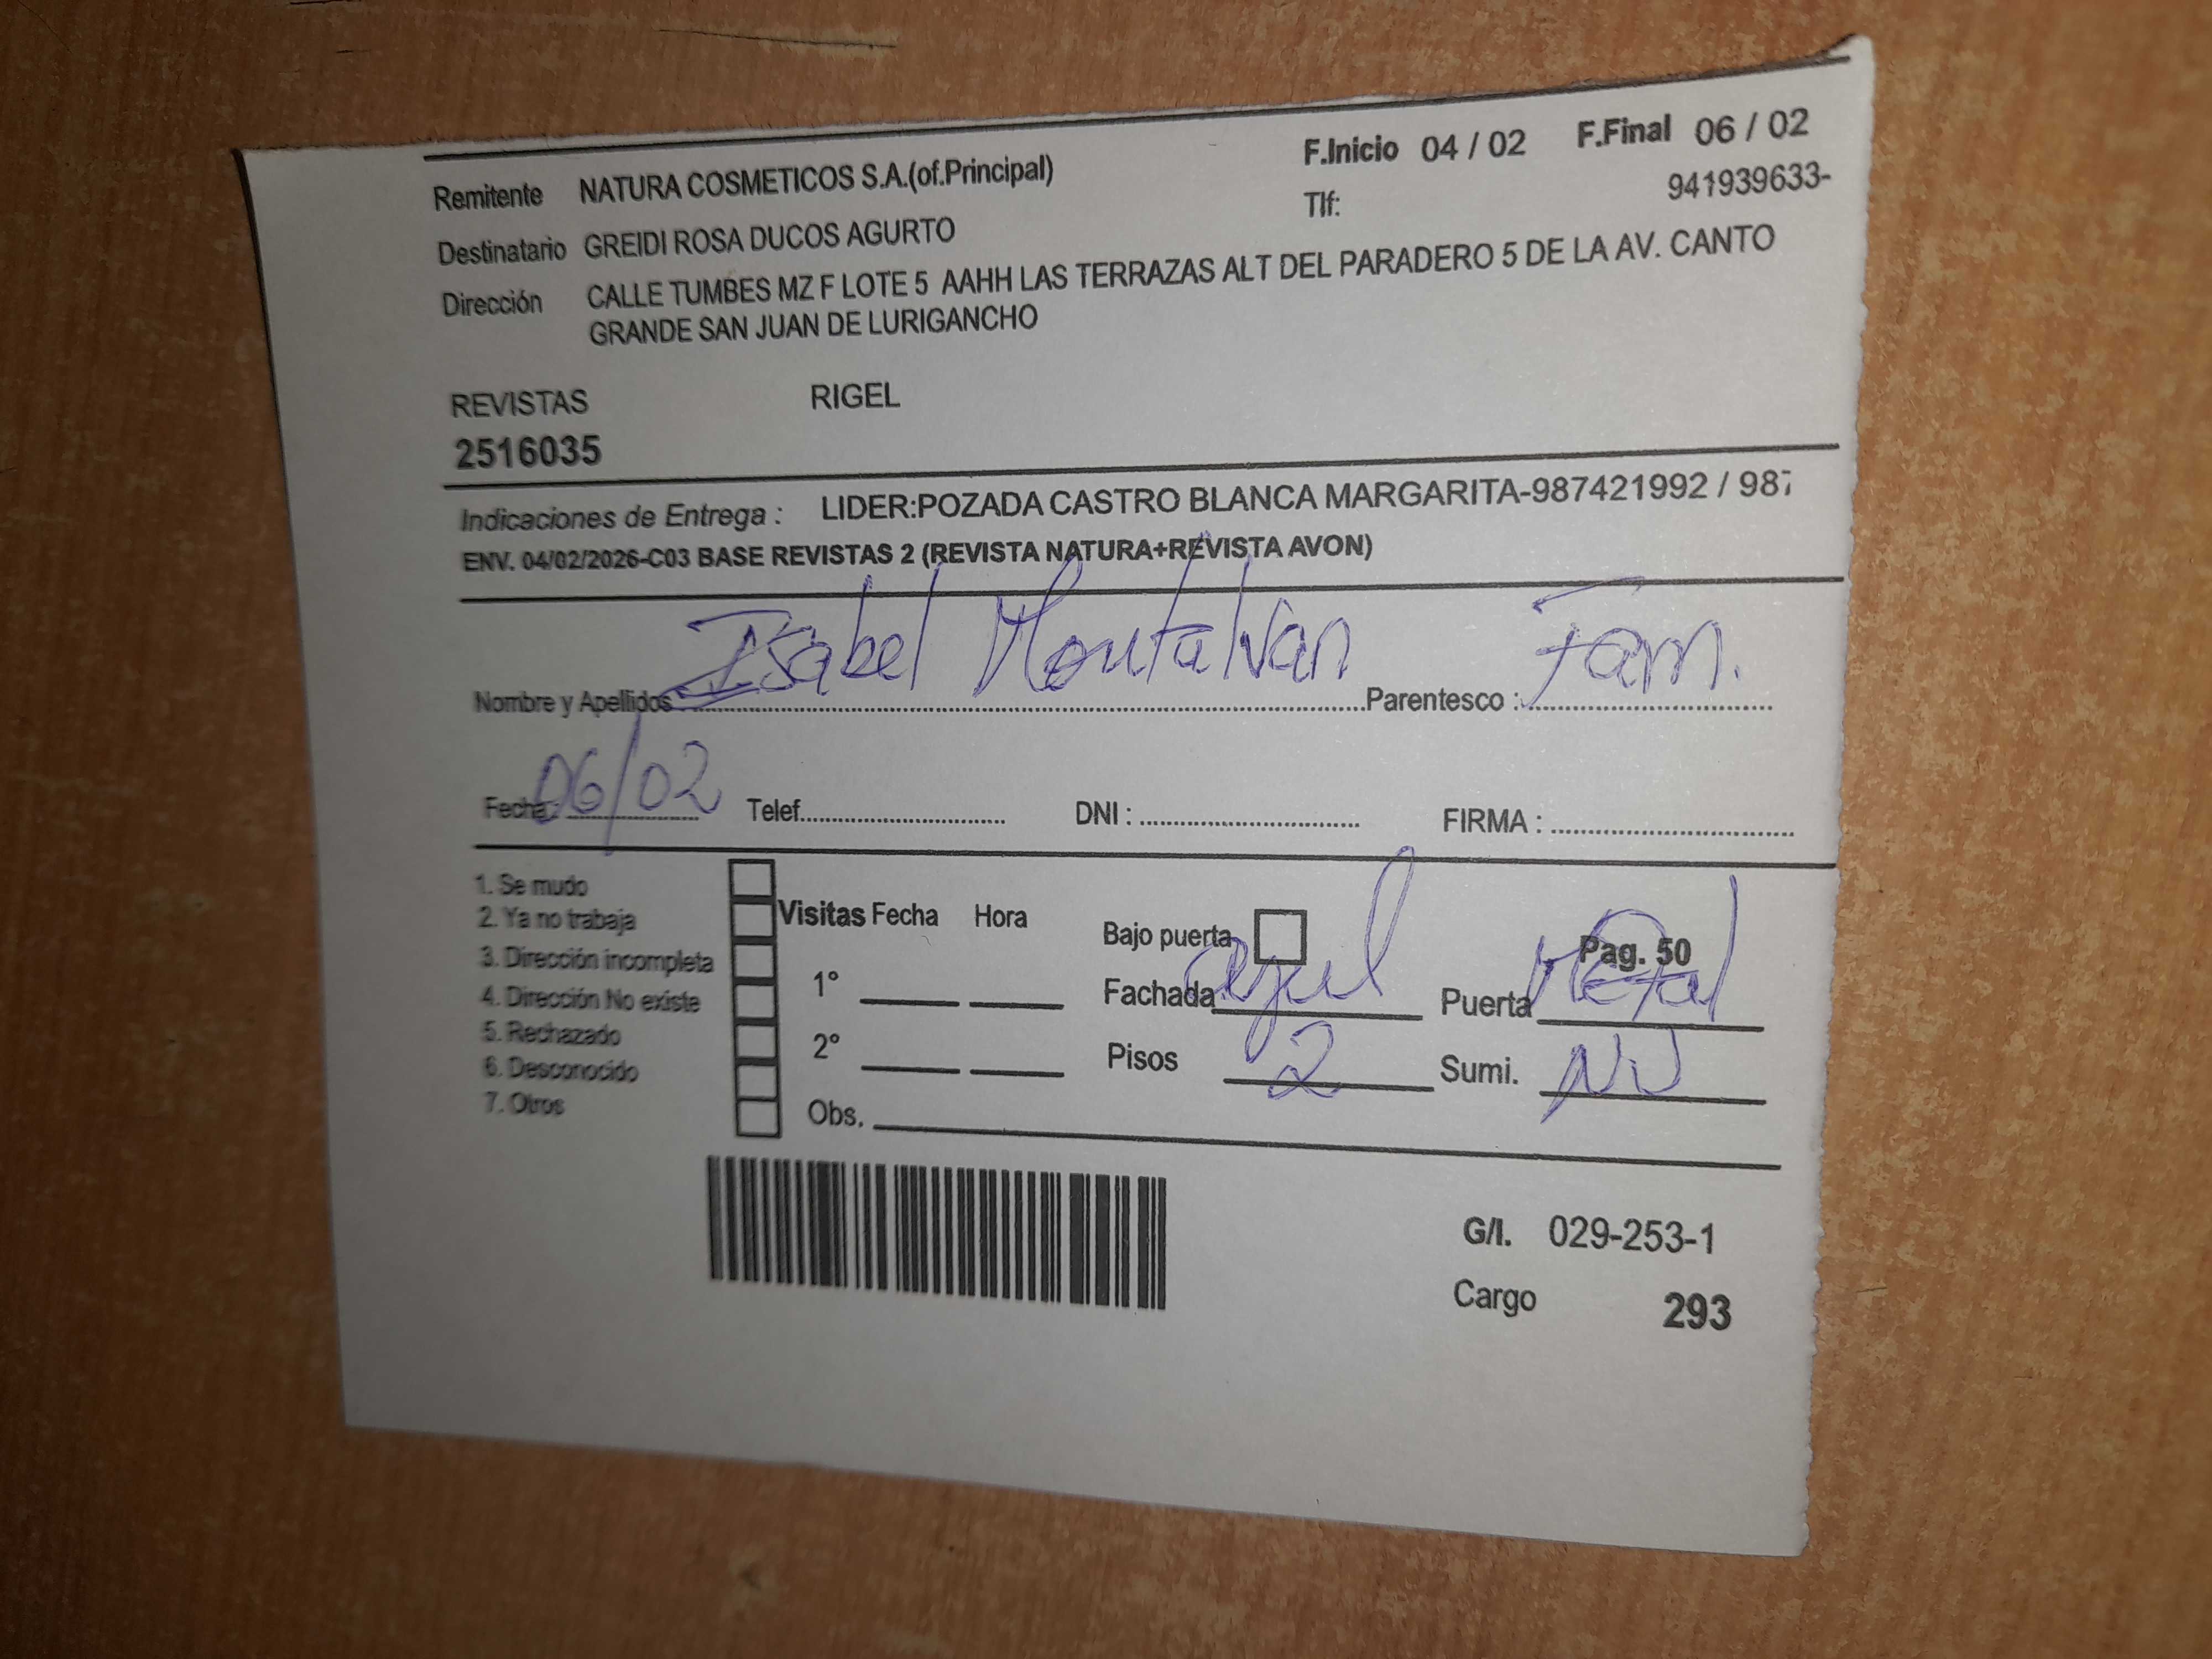 Remitente NATURA COSMETICOS S.A.(of.Principal) F.Inicio 04 / 02 F.Final 06 / 02
Tlf: 941939633-
Destinatario GREIDI ROSA DUCOS AGURTO
Dirección CALLE TUMBES MZ F LOTE 5 AAHH LAS TERRAZAS ALT DEL PARADERO 5 DE LA AV. CANTO
GRANDE SAN JUAN DE LURIGANCHO
REVISTAS RIGEL
2516035
Indicaciones de Entrega : LIDER:POZADA CASTRO BLANCA MARGARITA-987421992 / 987
ENV. 04/02/2026-C03 BASE REVISTAS 2 (REVISTA NATURA+REVISTA AVON)
Nombre y Apellidos: Isabel Montalvan Parentesco : Fam.
Fecha: 06/02 Telef. DNI : FIRMA :
1. Se mudo
2. Ya no trabaja
3. Dirección incompleta
4. Dirección No existe
5. Rechazado
6. Desconocido
7. Otros
Visitas Fecha Hora
1°
2°
Obs.
Bajo puerta Pag. 50
Fachada azul Puerta Metal
Pisos 2 Sumi.
G/I. 029-253-1
Cargo 293